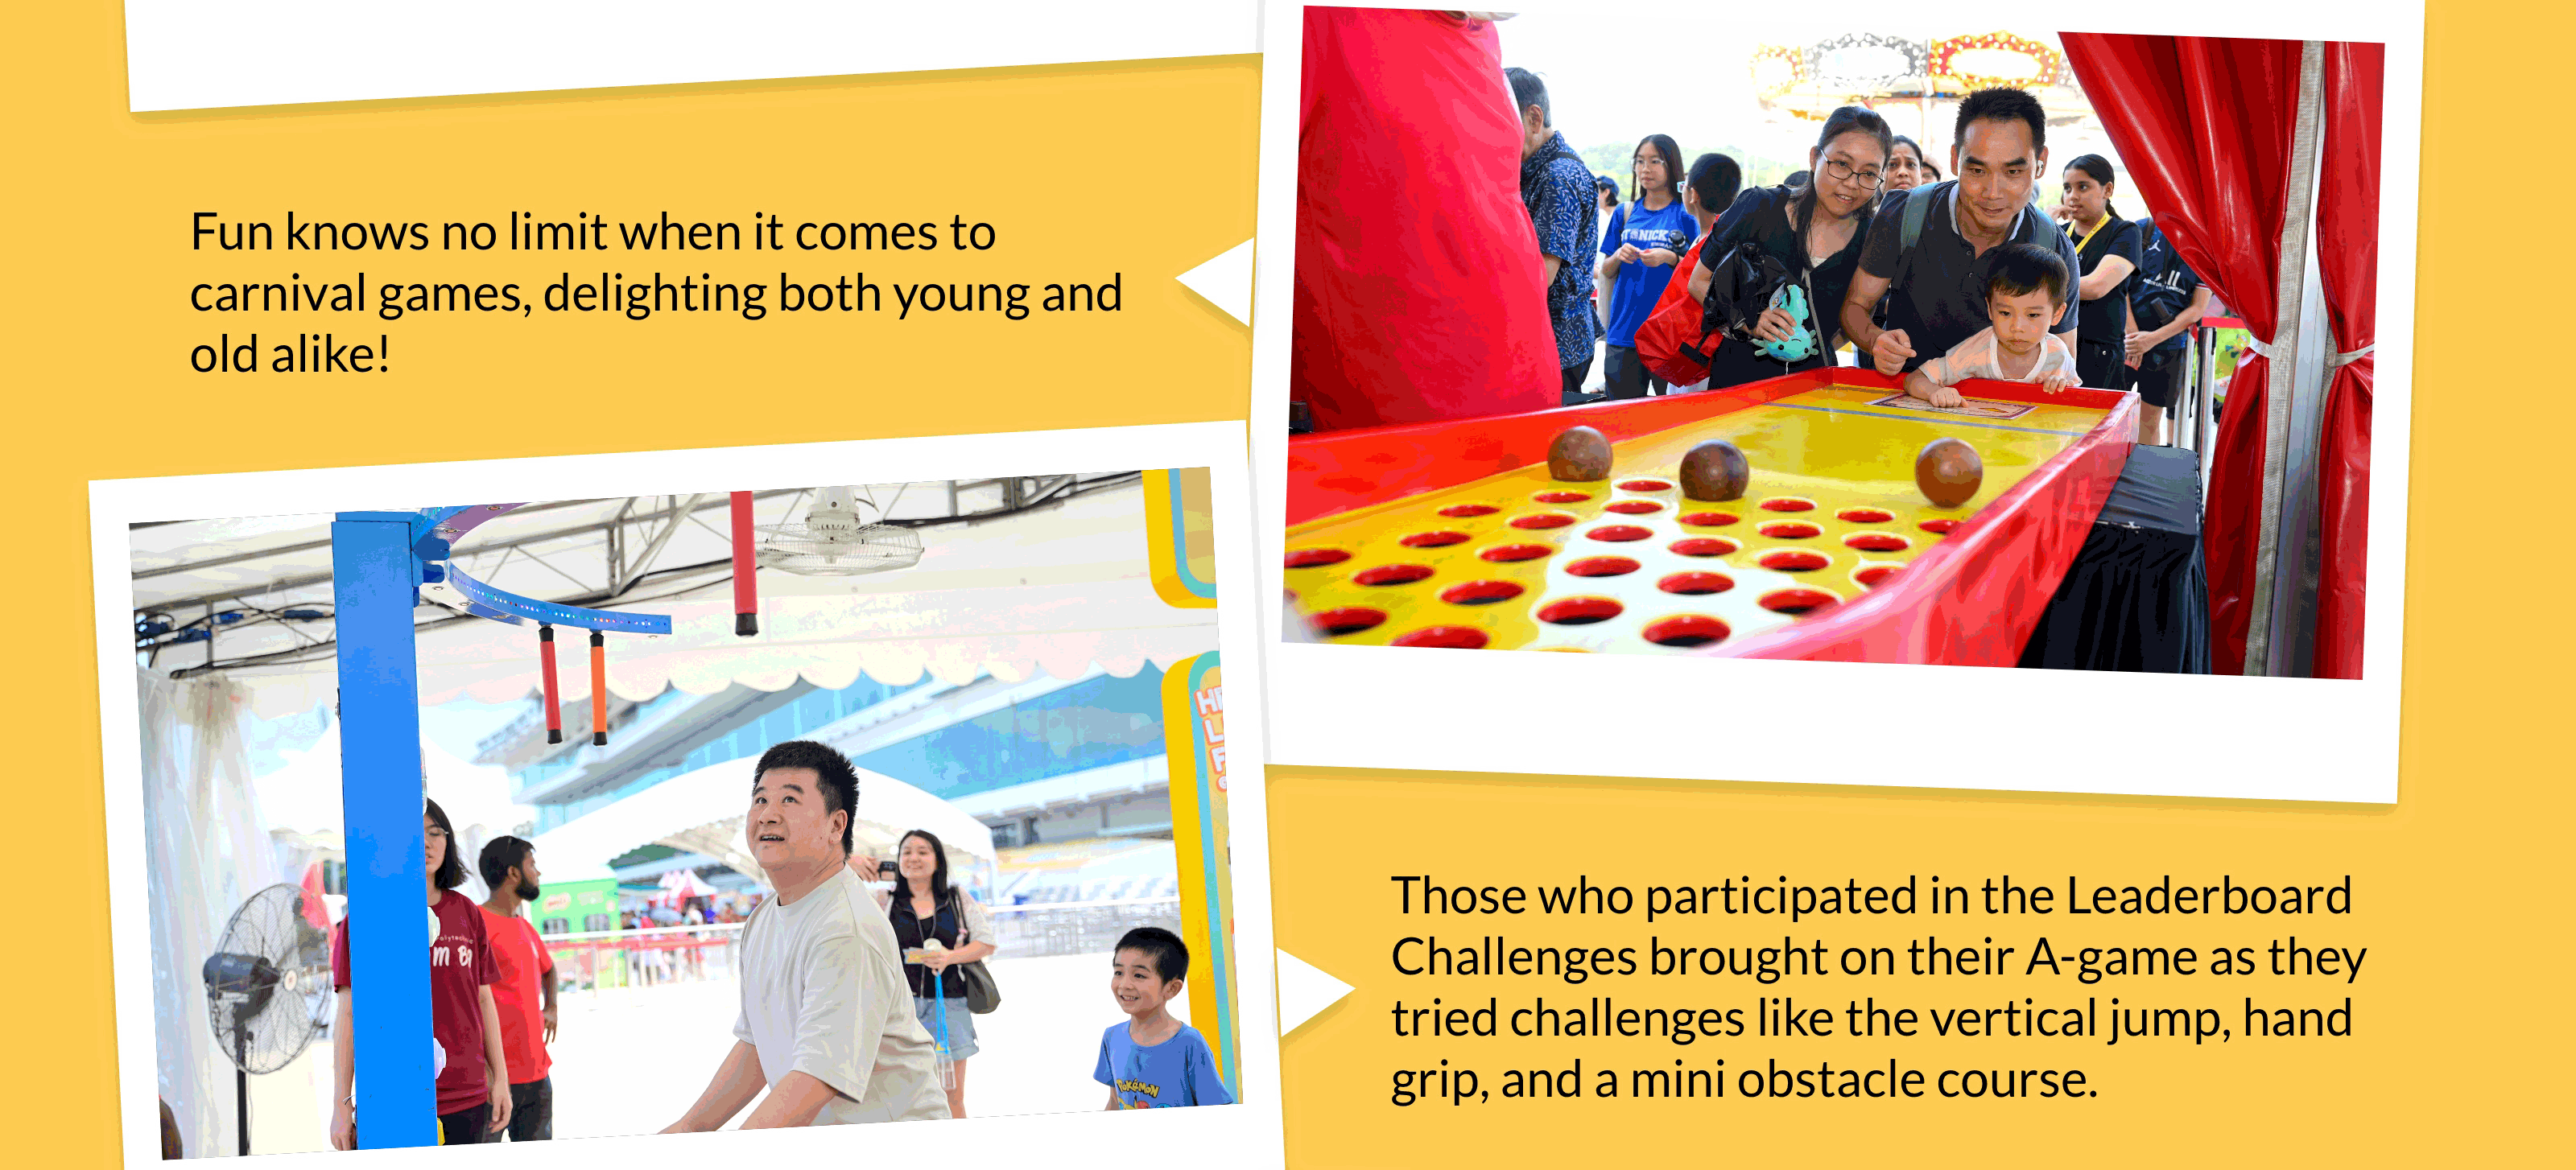 Fun knows no limit when it comes to
carnival games, delighting both young and
old alike!
Those who participated in the Leaderboard
Challenges brought on their A-game as they
tried challenges like the vertical jump, hand
grip, and a mini obstacle course.
POKéMON